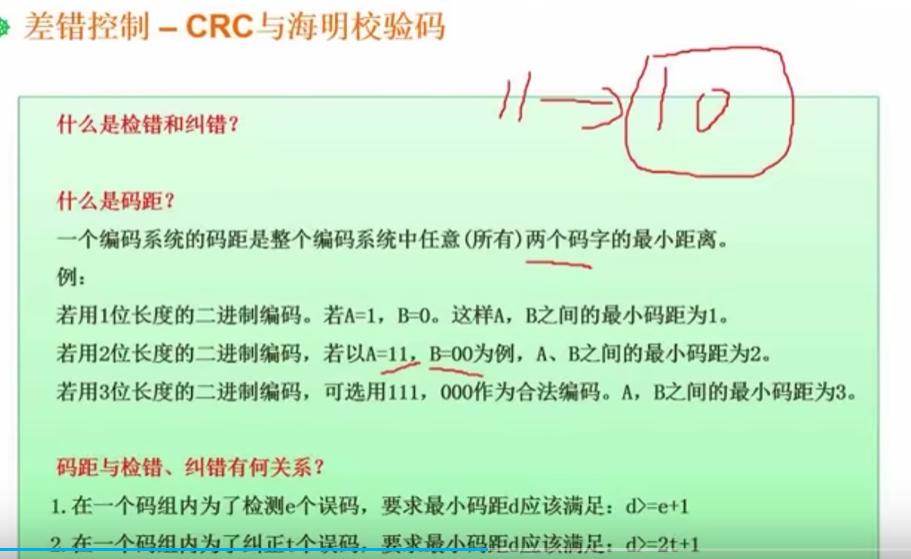 差错控制 – CRC与海明校验码
11→10
什么是检错和纠错?
什么是码距?
一个编码系统的码距是整个编码系统中任意(所有)两个码字的最小距离。
例:
若用1位长度的二进制编码。若A=1，B=0。这样A，B之间的最小码距为1。
若用2位长度的二进制编码，若以A=11，B=00为例，A、B之间的最小码距为2。
若用3位长度的二进制编码，可选用111，000作为合法编码。A，B之间的最小码距为3。
码距与检错、纠错有何关系?
1.在一个码组内为了检测e个误码，要求最小码距d应该满足：d>=e+1
2.在一个码组内为了纠正t个误码，要求最小码距d应该满足：d>=2t+1